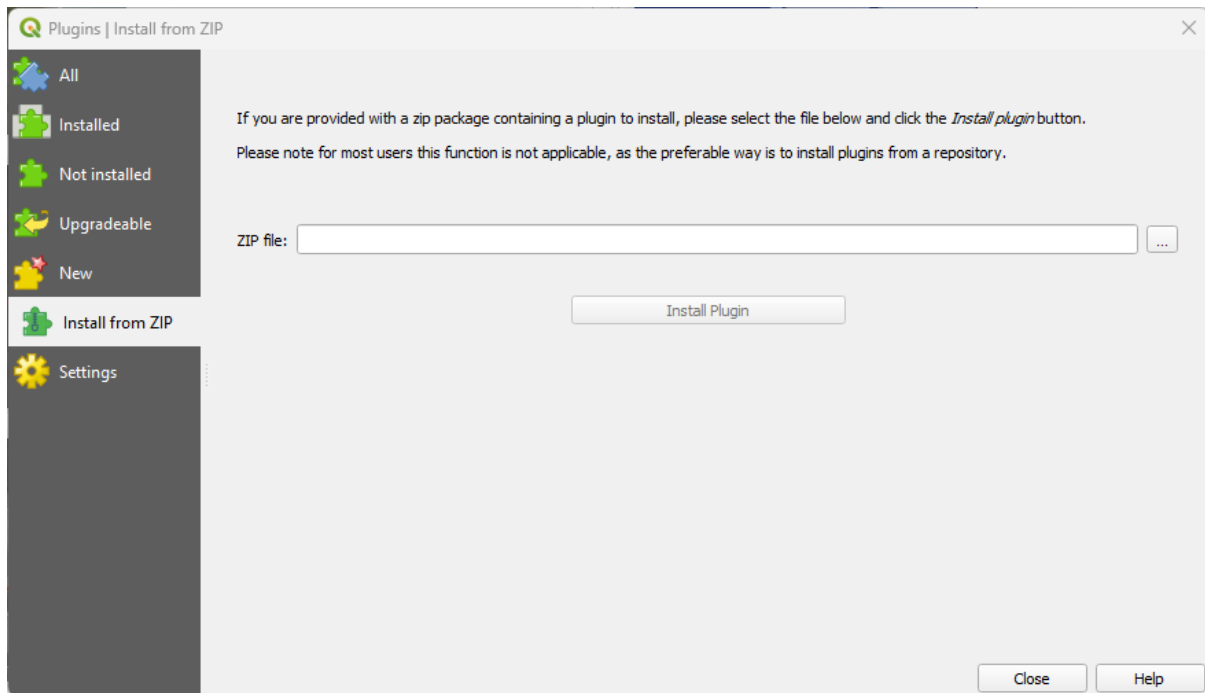 Plugins | Install from ZIP
All
Installed
Not installed
Upgradeable
New
Install from ZIP
Settings
If you are provided with a zip package containing a plugin to install, please select the file below and click the Install plugin button.
Please note for most users this function is not applicable, as the preferable way is to install plugins from a repository.
ZIP file:
...
Install Plugin
Close
Help